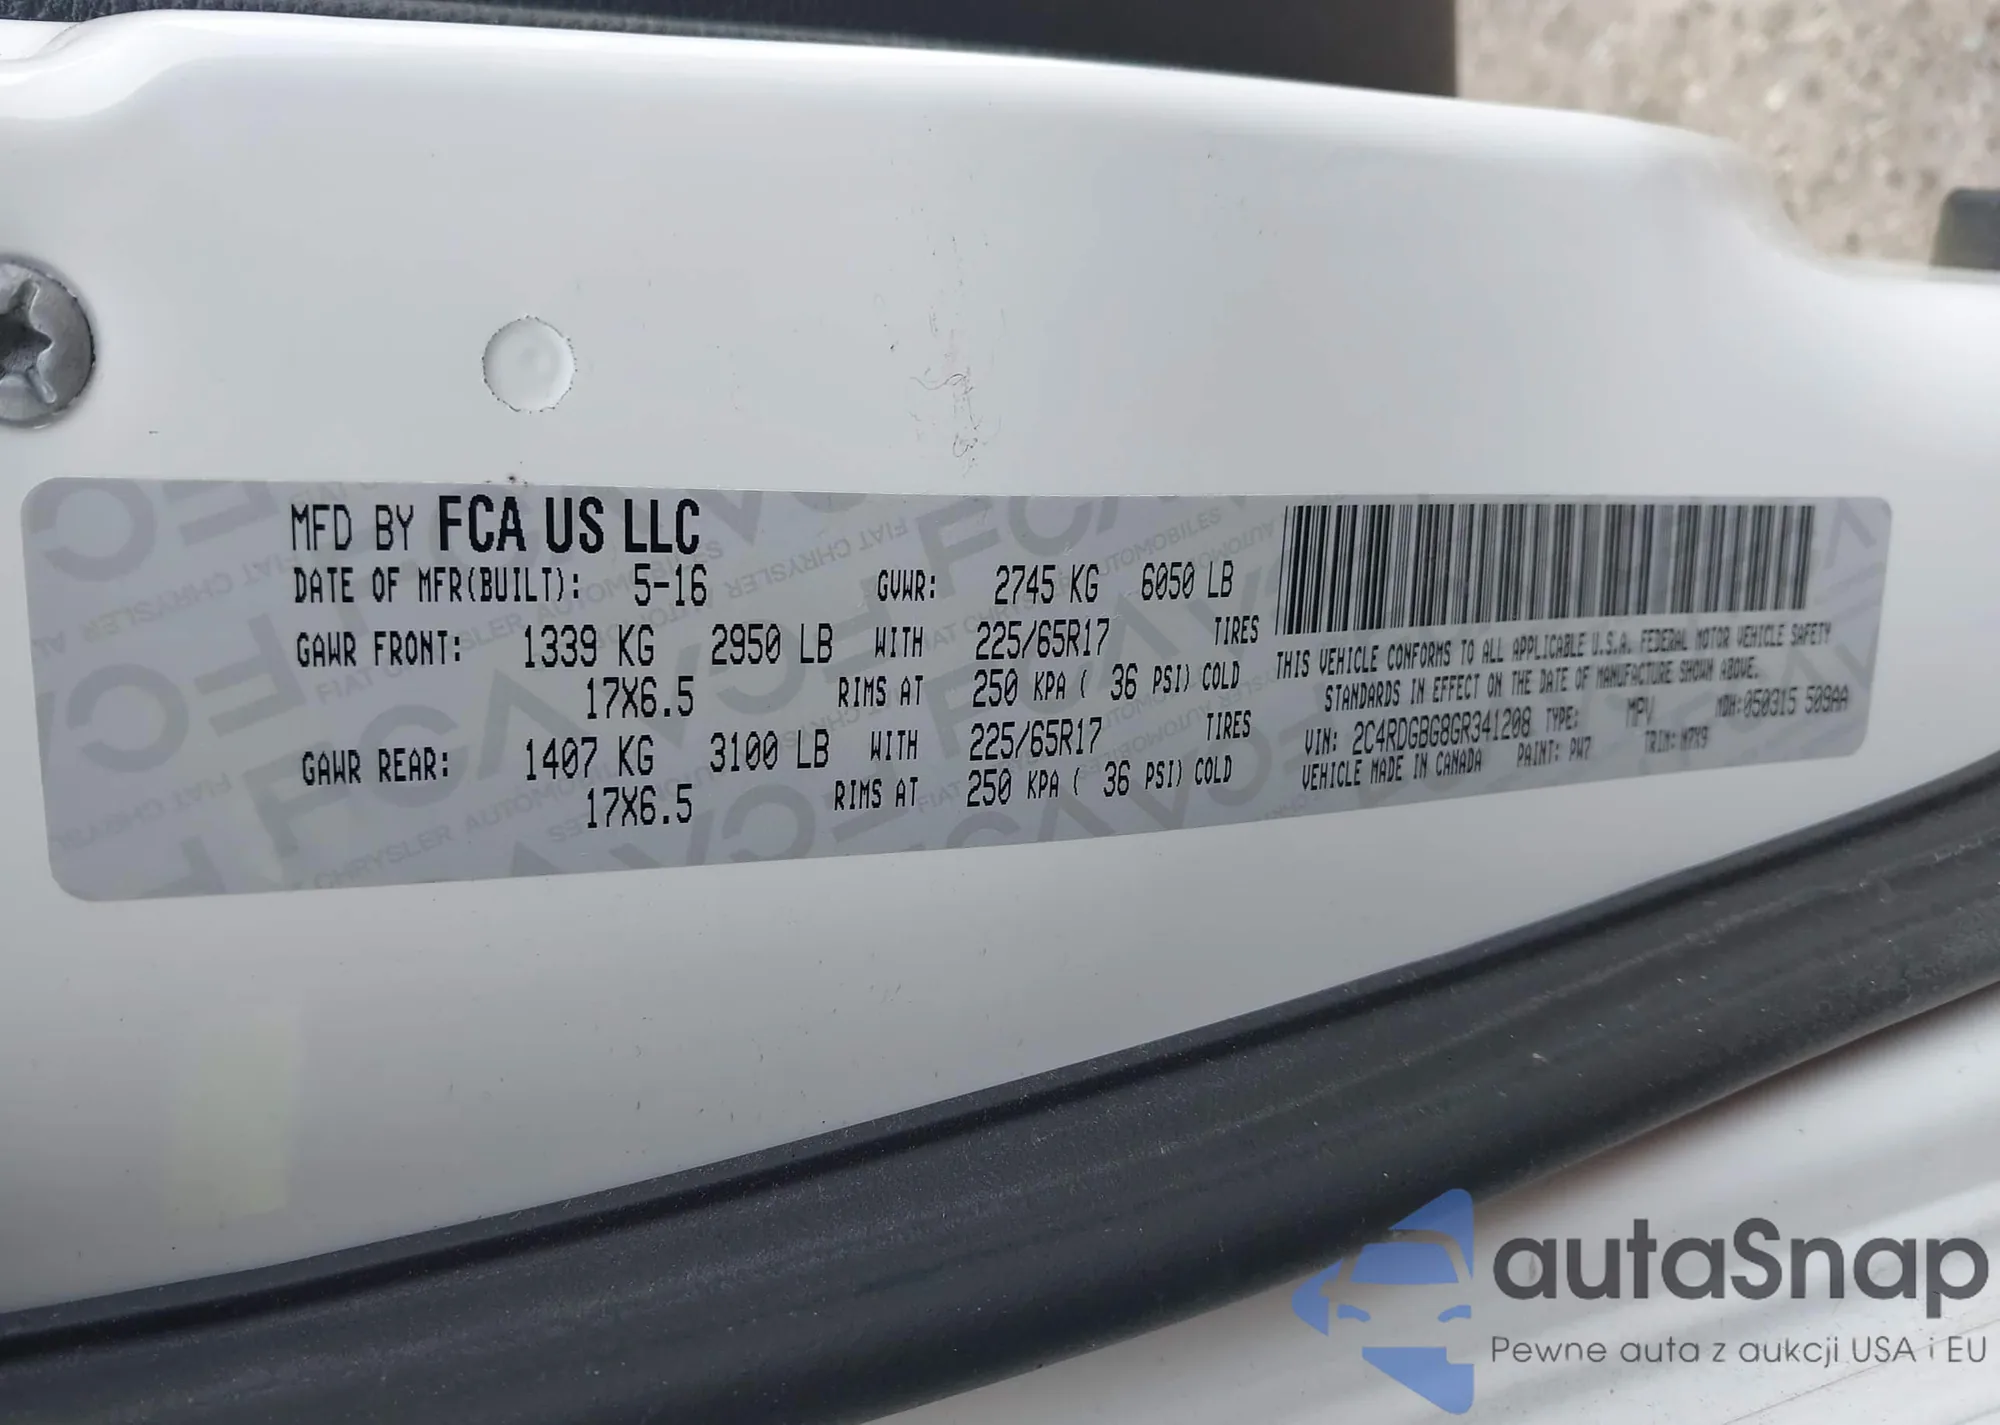 MFD BY FCA US LLC
DATE OF MFR(BUILT): 5-16 GVWR: 2745 KG 6050 LB
GAWR FRONT: 1339 KG 2950 LB WITH 225/65R17 TIRES
17X6.5 RIMS AT 250 KPA ( 36 PSI) COLD
GAWR REAR: 1407 KG 3100 LB WITH 225/65R17 TIRES
17X6.5 RIMS AT 250 KPA ( 36 PSI) COLD
THIS VEHICLE CONFORMS TO ALL APPLICABLE U.S.A. FEDERAL MOTOR VEHICLE SAFETY
STANDARDS IN EFFECT ON THE DATE OF MANUFACTURE SHOWN ABOVE.
VIN: 2C4RDGBG8GR341208 TYPE: MPV MDH:050315 509AA
VEHICLE MADE IN CANADA PAINT: PW7 TRIM:
autaSnap
Pewne auta z aukcji USA i EU